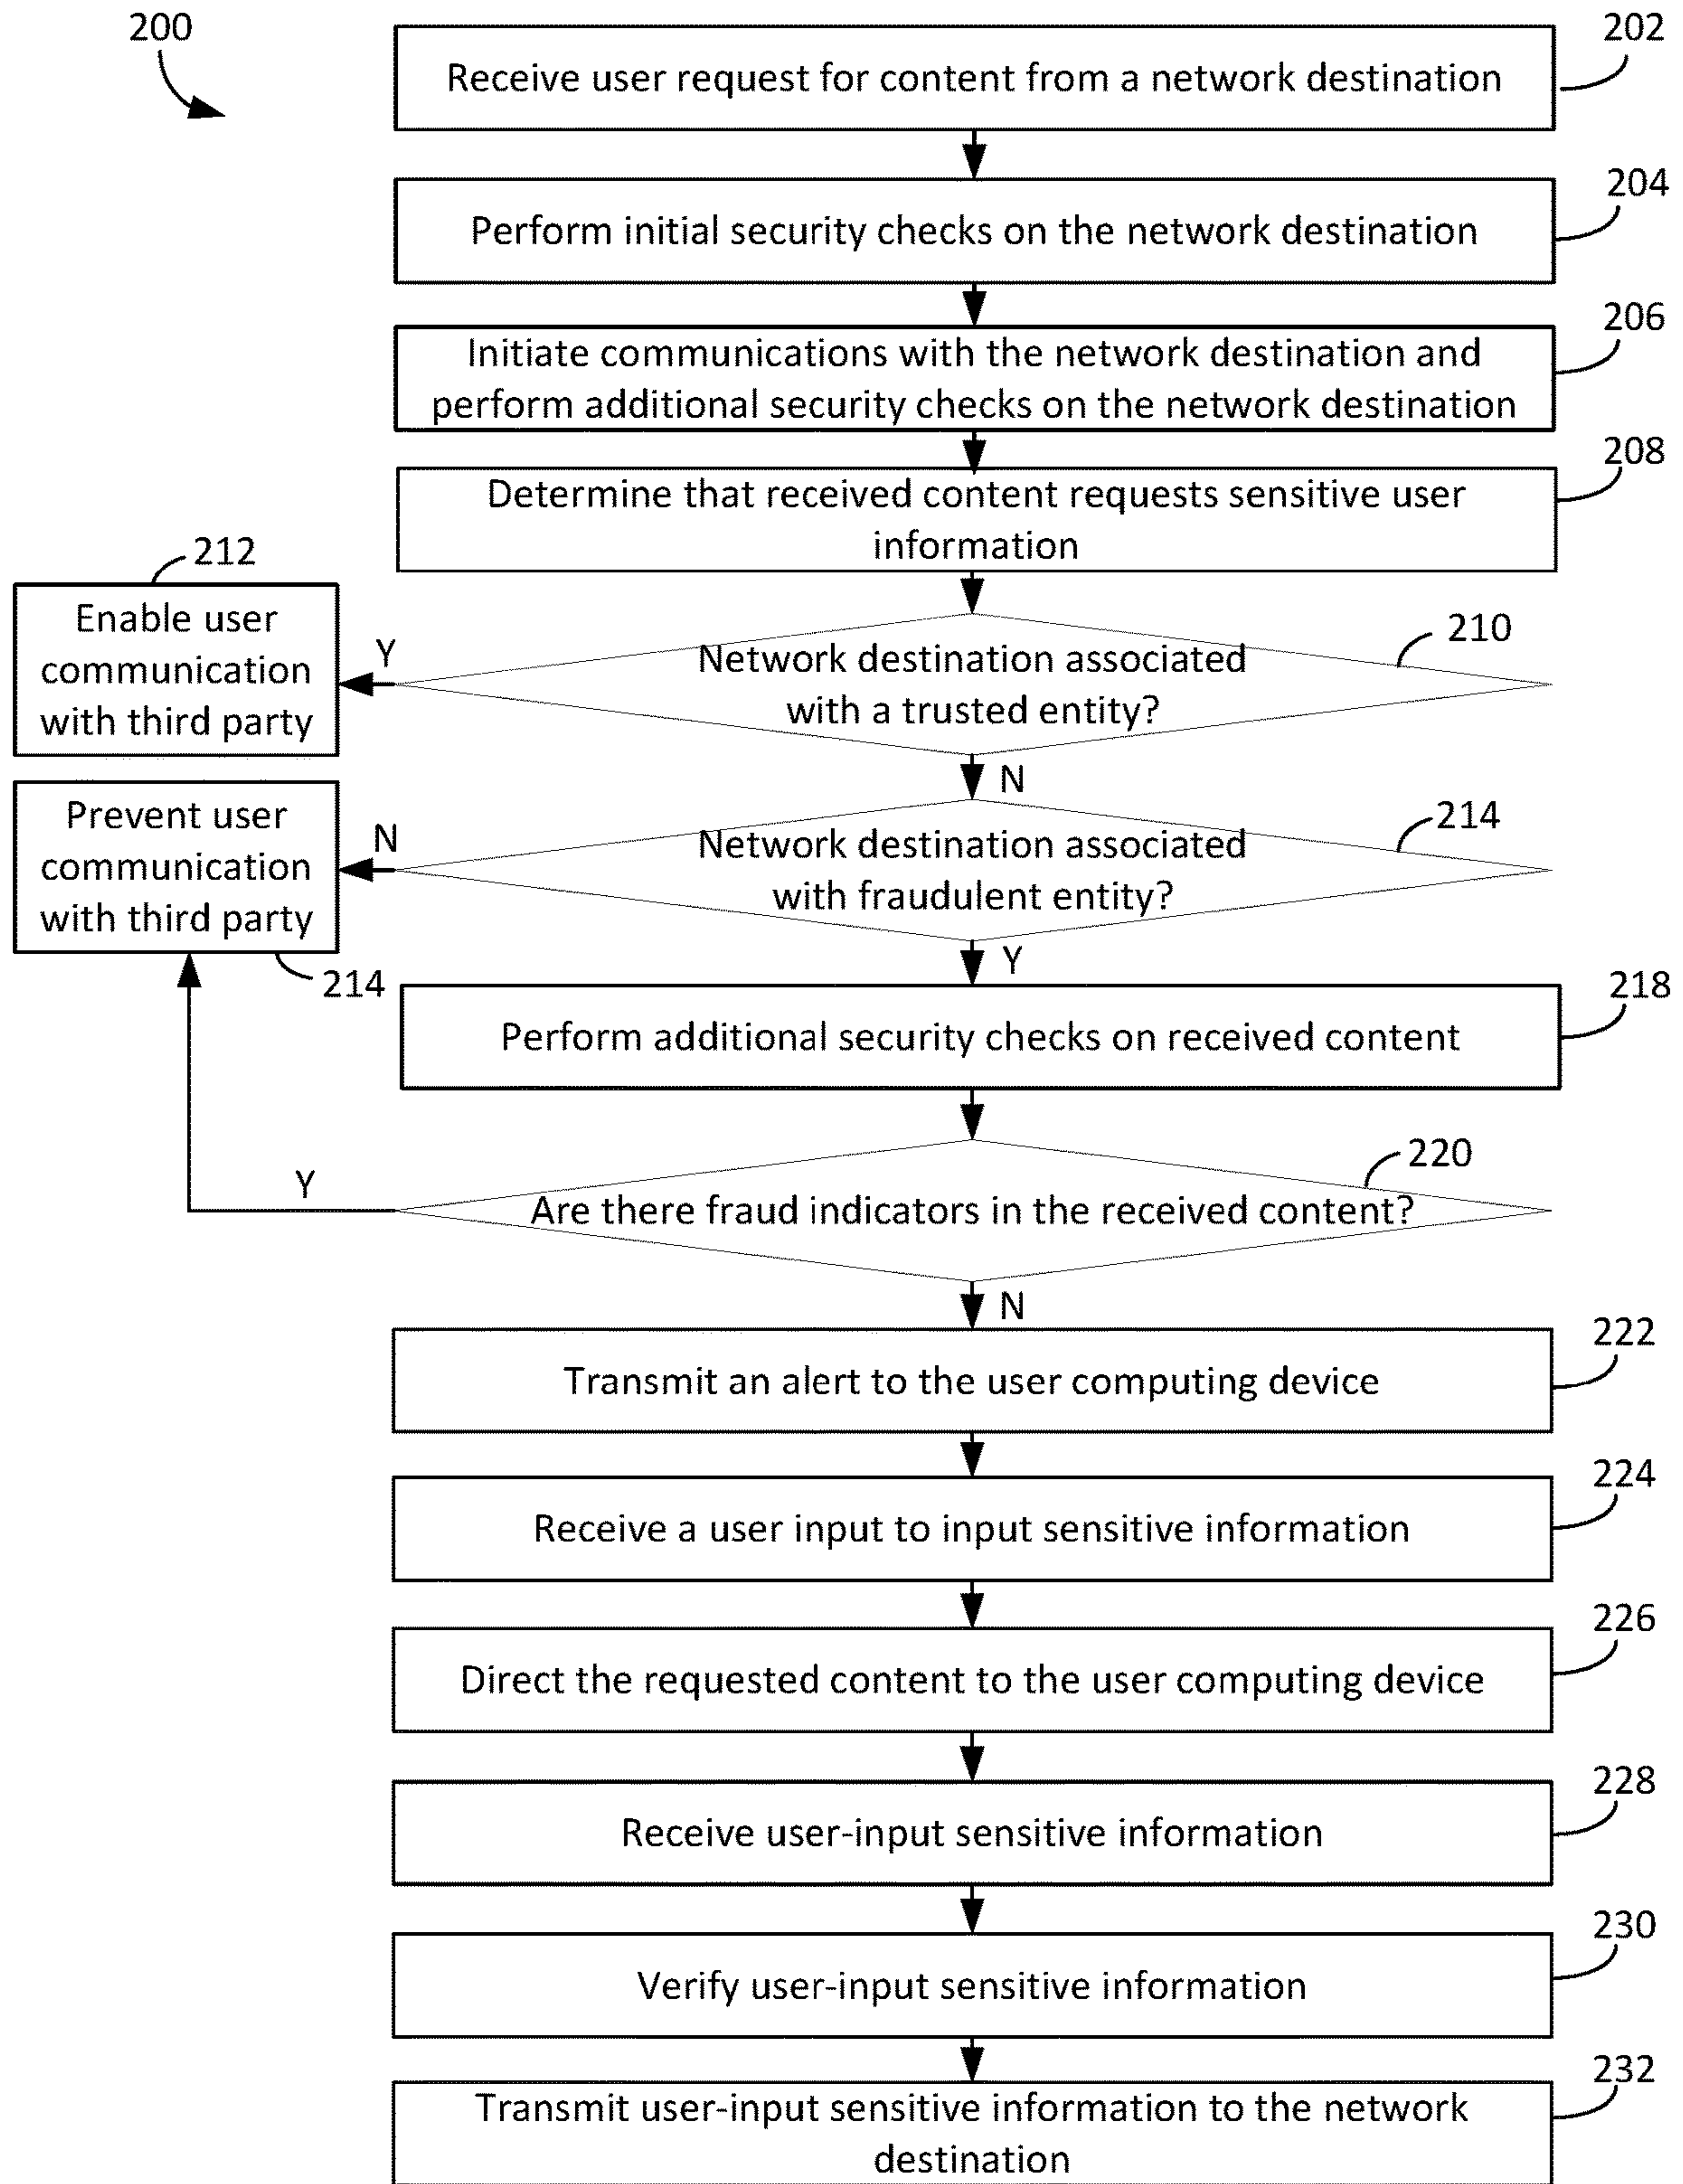 200
202
Receive user request for content from a network destination
204
Perform initial security checks on the network destination
206
Initiate communications with the network destination and
perform additional security checks on the network destination
208
Determine that received content requests sensitive user
information
212
Enable user
communication
with third party
Y
210
Network destination associated
with a trusted entity?
N
Prevent user
communication
with third party
N
214
Network destination associated
with fraudulent entity?
Y
214
218
Perform additional security checks on received content
220
Y
Are there fraud indicators in the received content?
N
222
Transmit an alert to the user computing device
224
Receive a user input to input sensitive information
226
Direct the requested content to the user computing device
228
Receive user-input sensitive information
230
Verify user-input sensitive information
232
Transmit user-input sensitive information to the network
destination